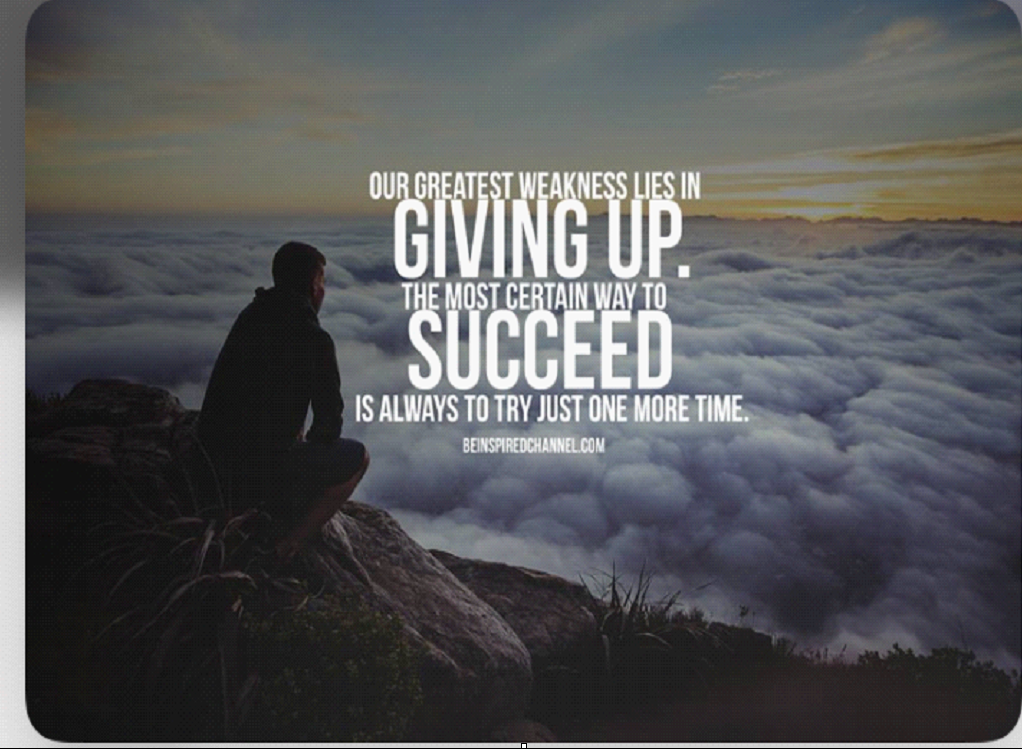 OUR GREATEST WEAKNESS LIES IN
GIVING UP.
THE MOST CERTAIN WAY TO
SUCCEED
IS ALWAYS TO TRY JUST ONE MORE TIME.
BEINSPIREDCHANNEL.COM